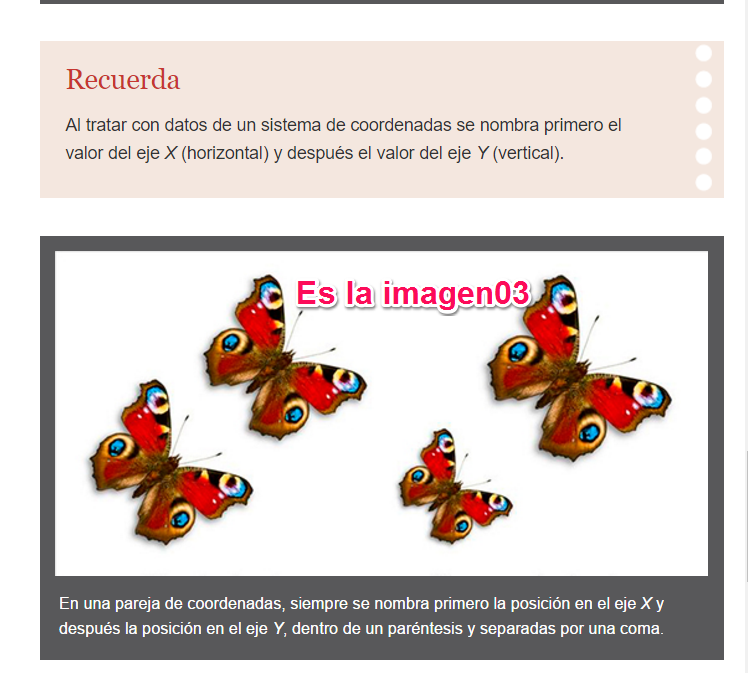 Recuerda
Al tratar con datos de un sistema de coordenadas se nombra primero el
valor del eje X (horizontal) y después el valor del eje Y (vertical).
Es la imagen03
En una pareja de coordenadas, siempre se nombra primero la posición en el eje X y
después la posición en el eje Y, dentro de un paréntesis y separadas por una coma.